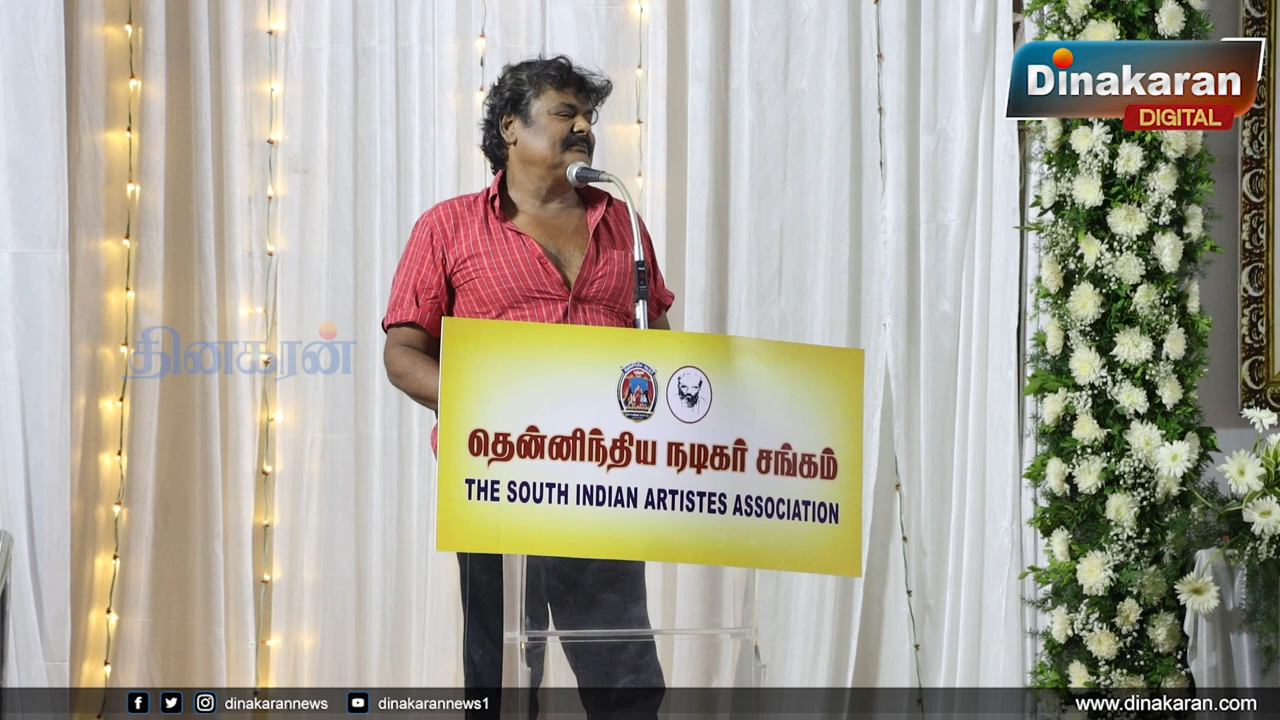 Dinakaran
DIGITAL
தினகரன்
தென்னிந்திய நடிகர் சங்கம்
THE SOUTH INDIAN ARTISTES ASSOCIATION
dinakarannews
dinakarannews1
www.dinakaran.com